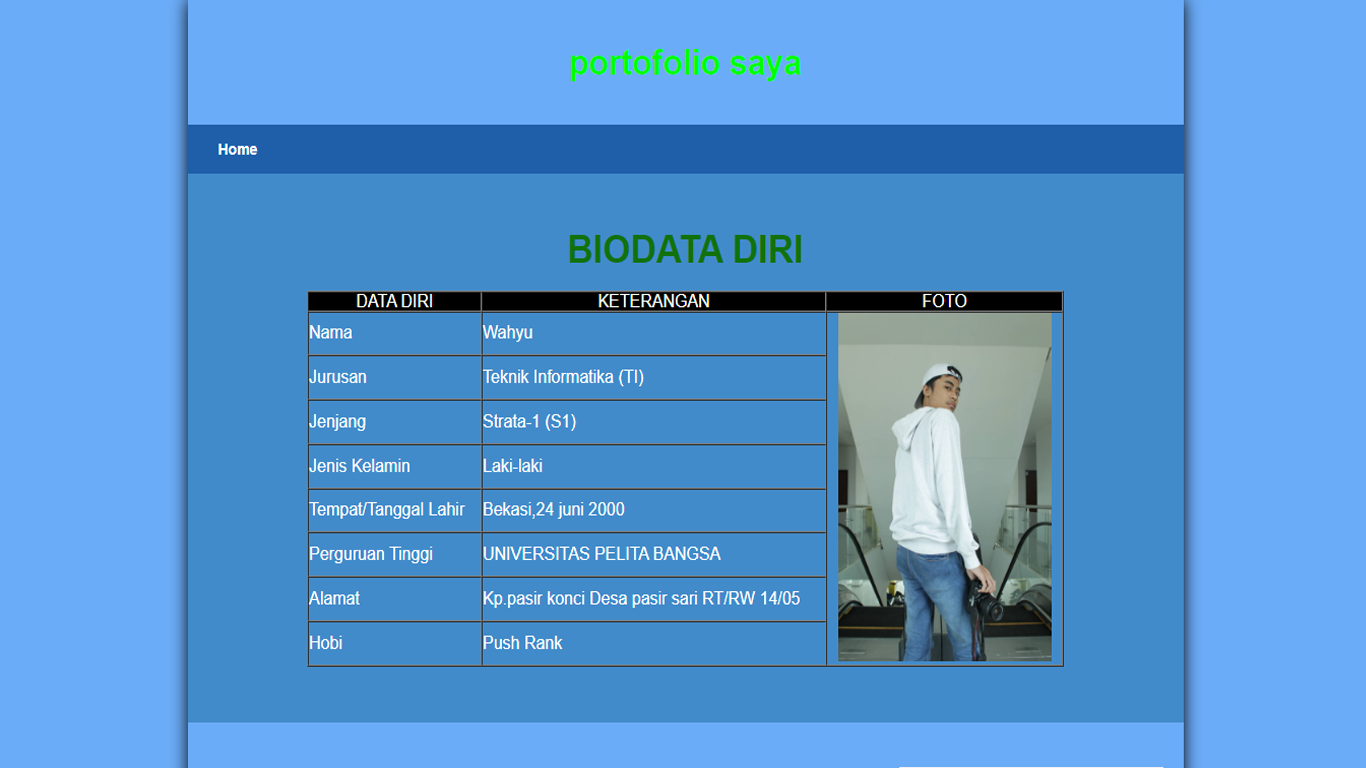 portofolio saya
Home
BIODATA DIRI
DATA DIRI KETERANGAN FOTO
Nama Wahyu
Jurusan Teknik Informatika (TI)
Jenjang Strata-1 (S1)
Jenis Kelamin Laki-laki
Tempat/Tanggal Lahir Bekasi,24 juni 2000
Perguruan Tinggi UNIVERSITAS PELITA BANGSA
Alamat Kp.pasir konci Desa pasir sari RT/RW 14/05
Hobi Push Rank